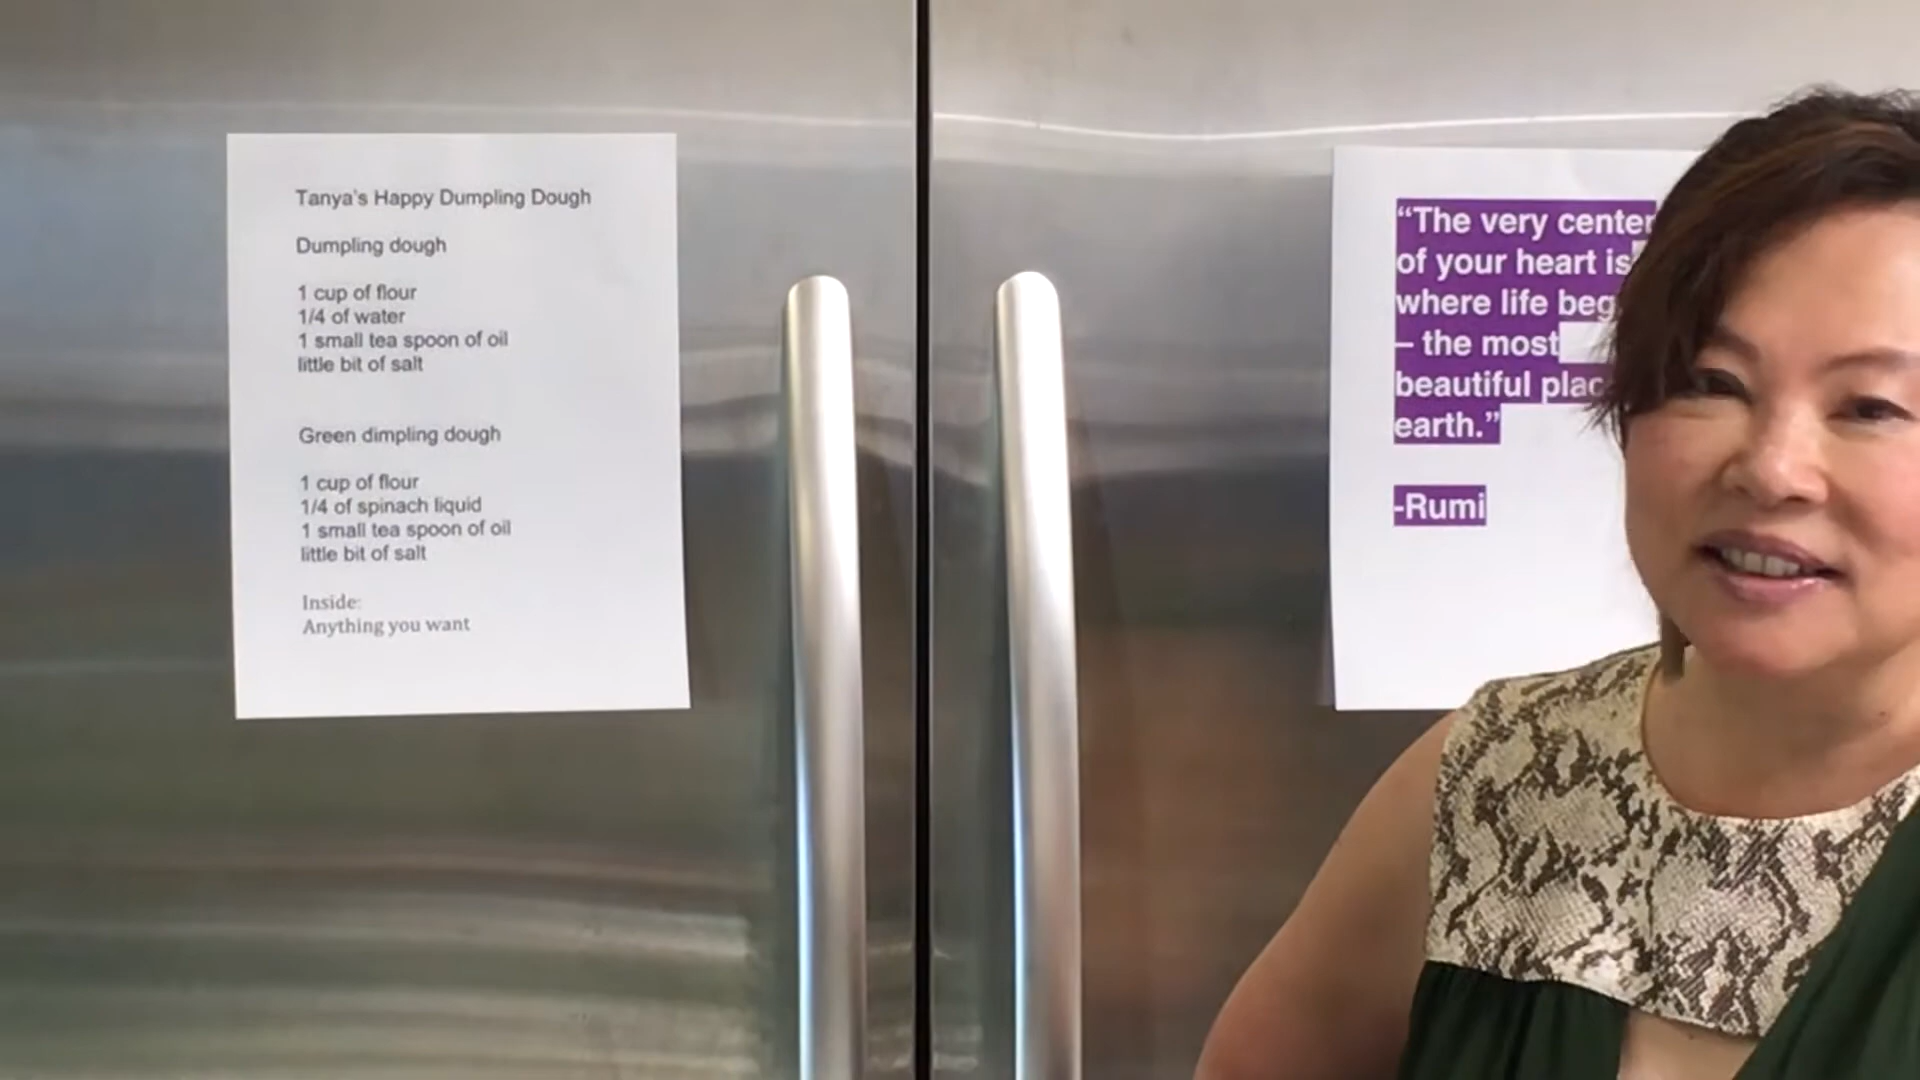 Tanya's Happy Dumpling Dough
Dumpling dough
1 cup of flour
1/4 of water
1 small tea spoon of oil
little bit of salt
Green dimpling dough
1 cup of flour
1/4 of spinach liquid
1 small tea spoon of oil
little bit of salt
Inside:
Anything you want
“The very center
of your heart is
where life
– the most
beautiful
earth.”
-Rumi